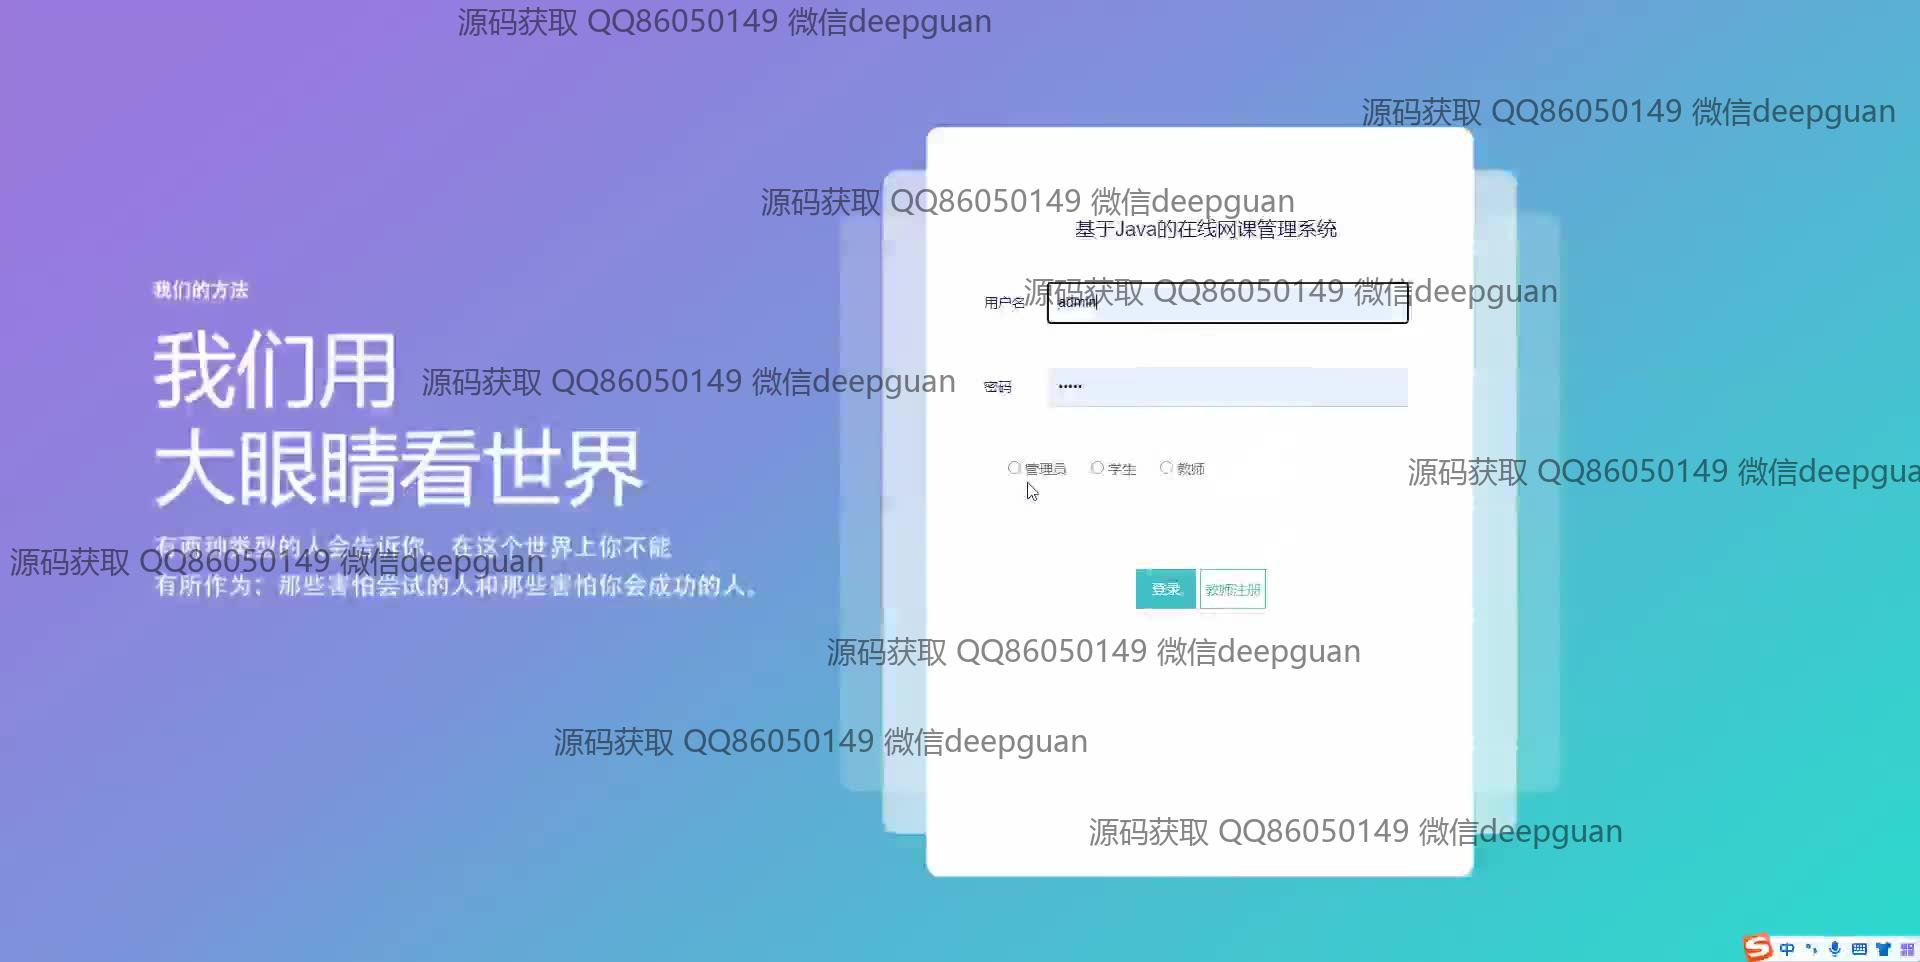 源码获取 QQ86050149 微信deepguan
源码获取 QQ86050149 微信deepguan
源码获取 QQ86050149 微信deepguan
基于Java的在线网课管理系统
源码获取 QQ86050149 微信deepguan
我们的方法
用户名 admin
我们用
源码获取 QQ86050149 微信deepguan
密码 •••••
大眼睛看世界
管理员 学生 教师
源码获取 QQ86050149 微信deepgua
有两种类型的人会告诉你,在这个世界上你不能
源码获取 QQ86050149 微信deepguan
有所作为:那些害怕尝试的人和那些害怕你会成功的人。
登录 教师注册
源码获取 QQ86050149 微信deepguan
源码获取 QQ86050149 微信deepguan
源码获取 QQ86050149 微信deepguan
中